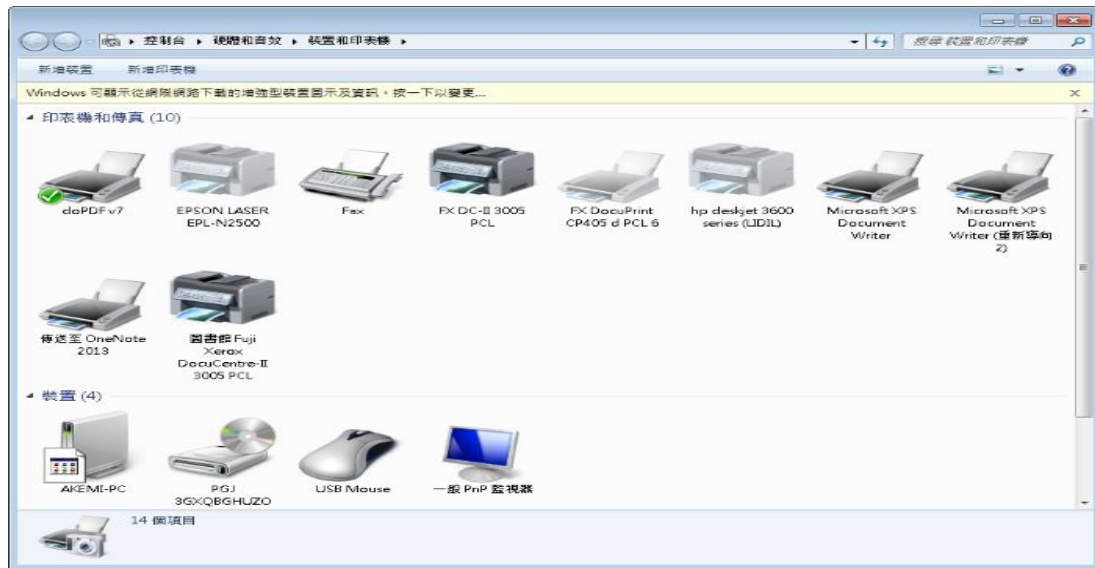 控制台 ▸ 硬體和音效 ▸ 裝置和印表機 ▸
搜尋 裝置和印表機
新增裝置 新增印表機
Windows 可顯示從網際網路下載的增強型裝置圖示及資訊。按一下以變更...
印表機和傳真 (10)
doPDF v7
EPSON LASER
EPL-N2500
Fax
FX DC-II 3005
PCL
FX DocuPrint
CP405 d PCL 6
hp deskjet 3600
series (LIDIL)
Microsoft XPS
Document
Writer
Microsoft XPS
Document
Writer (重新導向
2)
傳送至 OneNote
2013
圖書館 Fuji
Xerox
DocuCentre-II
3005 PCL
裝置 (4)
AKEMI-PC
PGJ
3GXQBGHUZO
USB Mouse
一般 PnP 監視器
14 個項目